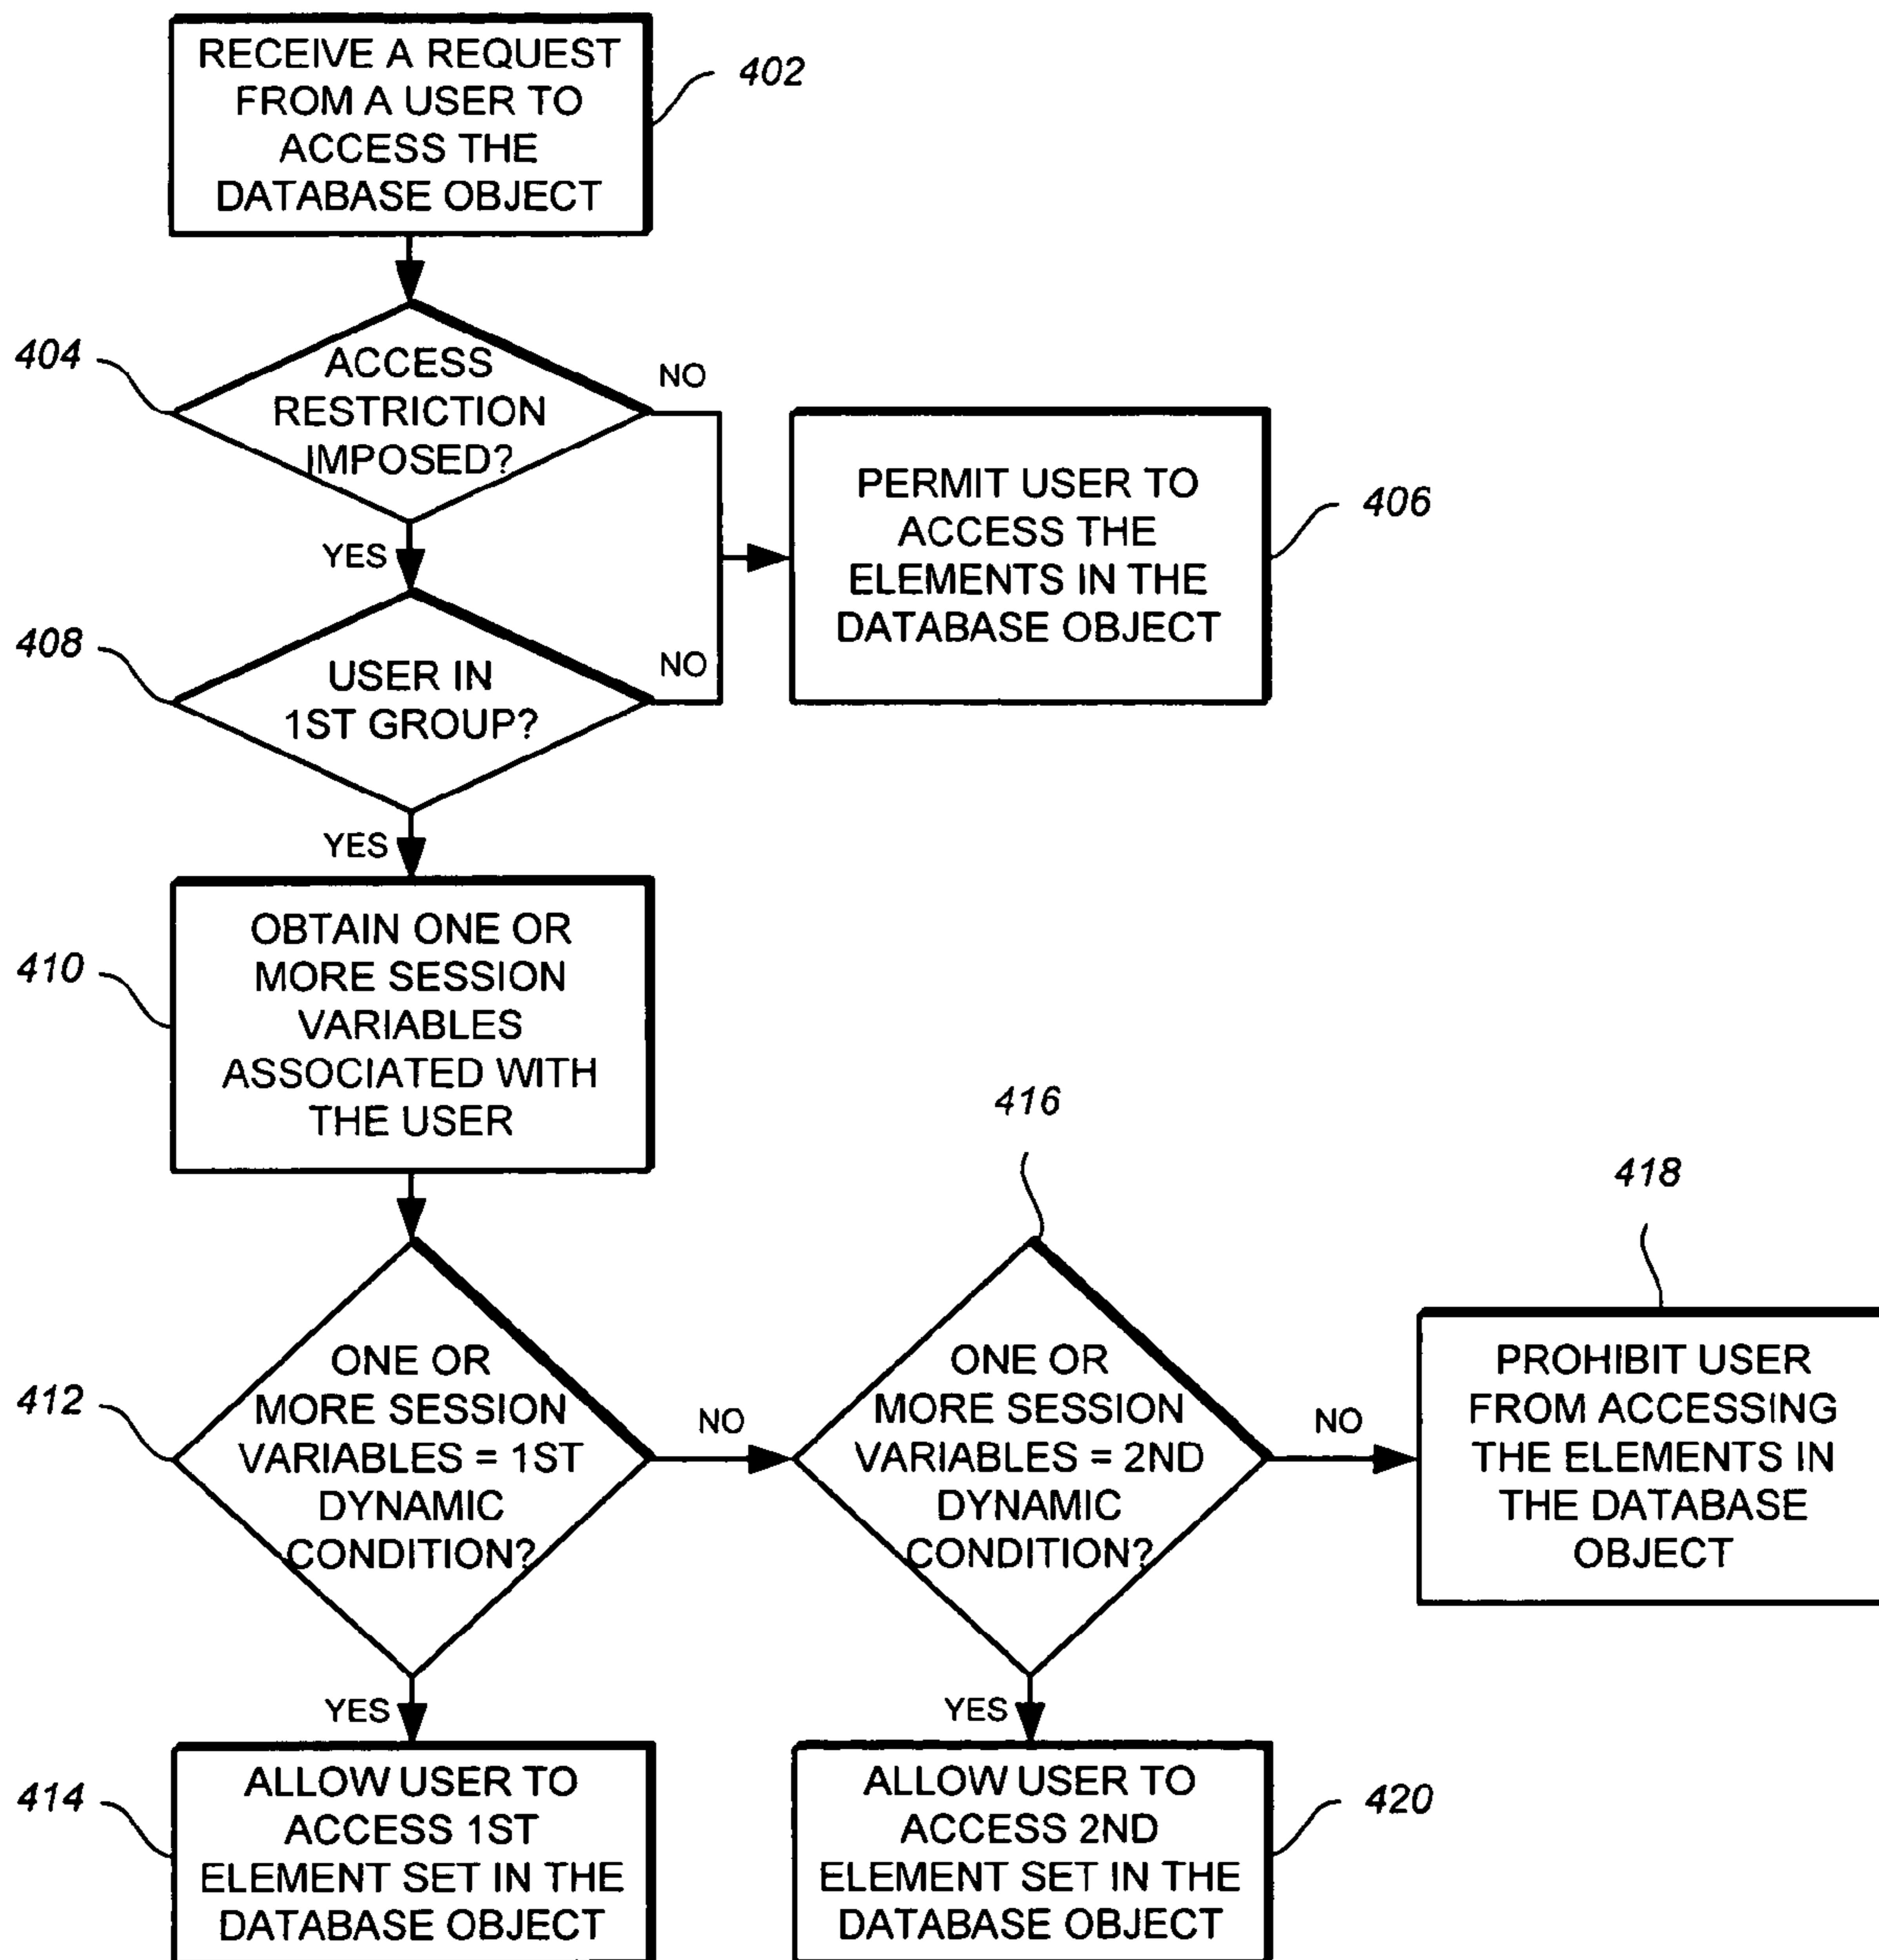 RECEIVE A REQUEST
FROM A USER TO
ACCESS THE
DATABASE OBJECT
402
404
ACCESS
RESTRICTION
IMPOSED?
NO
YES
PERMIT USER TO
ACCESS THE
ELEMENTS IN THE
DATABASE OBJECT
406
408
USER IN
1ST GROUP?
NO
YES
410
OBTAIN ONE OR
MORE SESSION
VARIABLES
ASSOCIATED WITH
THE USER
412
ONE OR
MORE SESSION
VARIABLES = 1ST
DYNAMIC
CONDITION?
NO
YES
416
ONE OR
MORE SESSION
VARIABLES = 2ND
DYNAMIC
CONDITION?
NO
YES
418
PROHIBIT USER
FROM ACCESSING
THE ELEMENTS IN
THE DATABASE
OBJECT
414
ALLOW USER TO
ACCESS 1ST
ELEMENT SET IN THE
DATABASE OBJECT
ALLOW USER TO
ACCESS 2ND
ELEMENT SET IN THE
DATABASE OBJECT
420